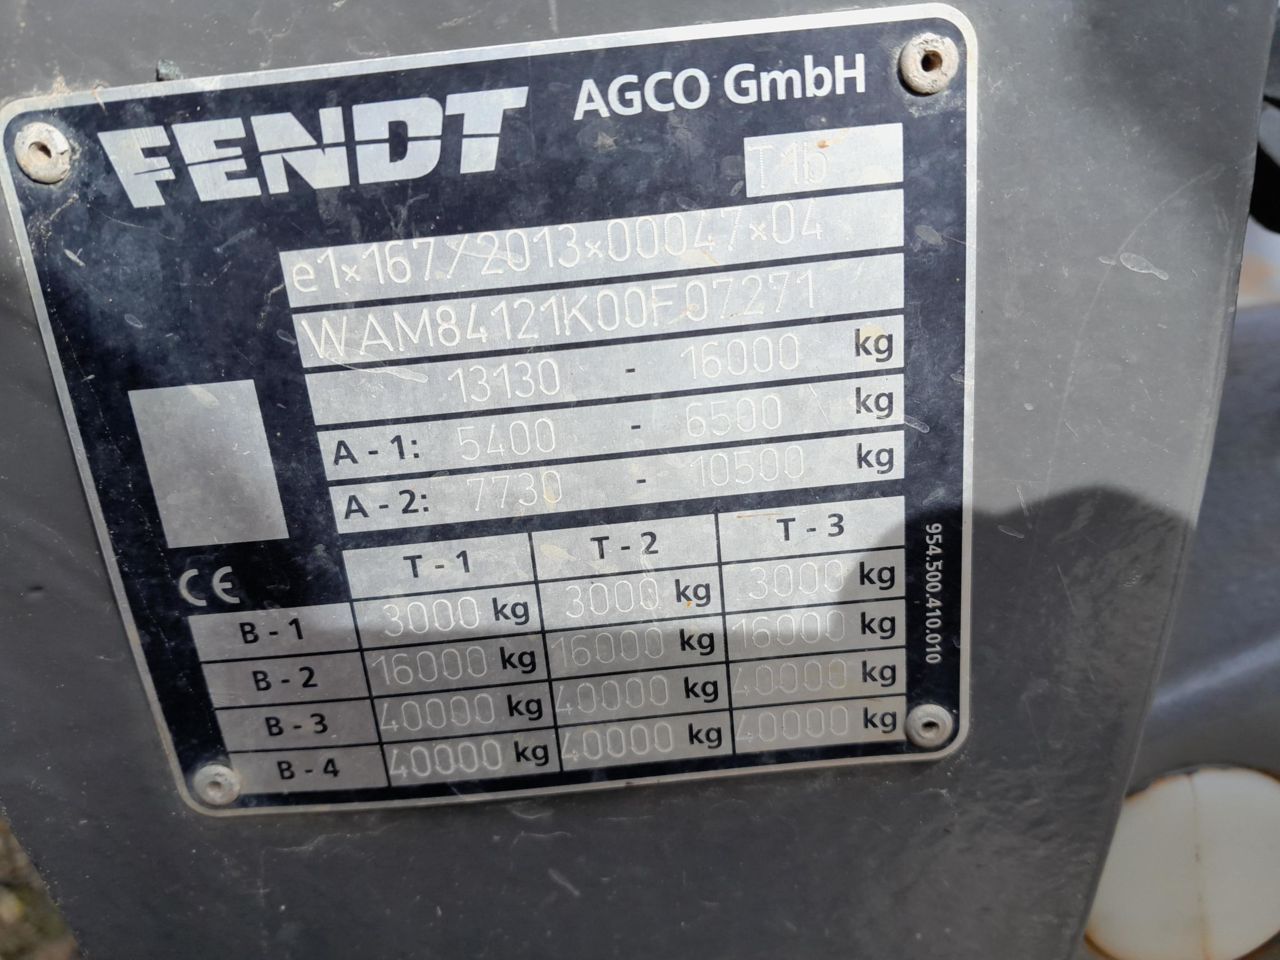 FENDT AGCO GmbH
T1b
e1*167/2013*00047*04
WAM84121K00F07271
13130 - 16000 kg
A - 1: 5400 - 6500 kg
A - 2: 7730 - 10500 kg
T - 1 T - 2 T - 3
B - 1 3000 kg 3000 kg 3000 kg
B - 2 16000 kg 16000 kg 16000 kg
B - 3 40000 kg 40000 kg 40000 kg
B - 4 40000 kg 40000 kg 40000 kg
CE
954.500.410.010